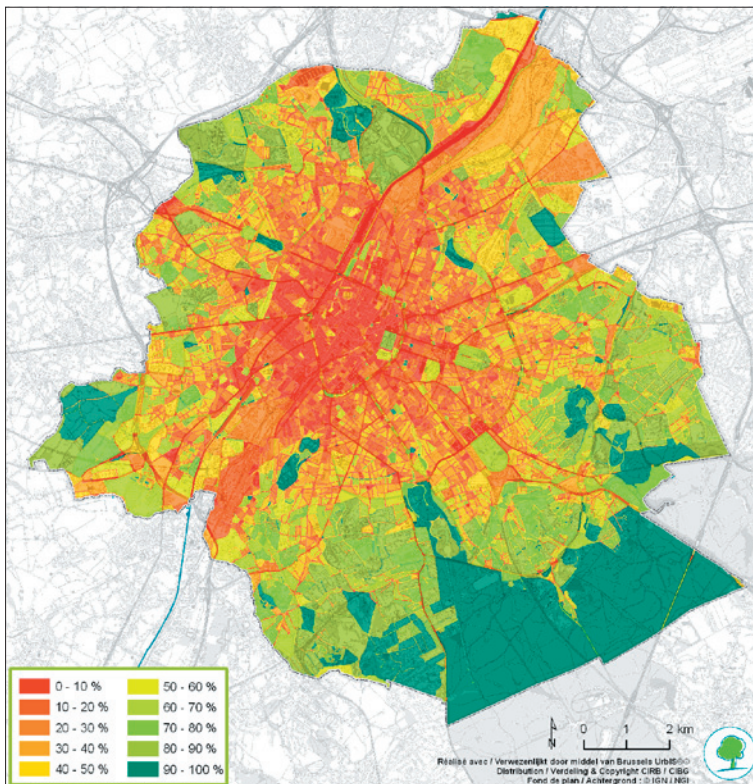 0 - 10 %
10 - 20 %
20 - 30 %
30 - 40 %
40 - 50 %
50 - 60 %
60 - 70 %
70 - 80 %
80 - 90 %
90 - 100 %
N
0 1 2 km
Réalisé avec / Verwezenlijkt door middel van Brussels UrbIS©©
Distribution / Verdeling & Copyright CIRB / CIBG
Fond de plan / Achtergrond : © IGN / NGI